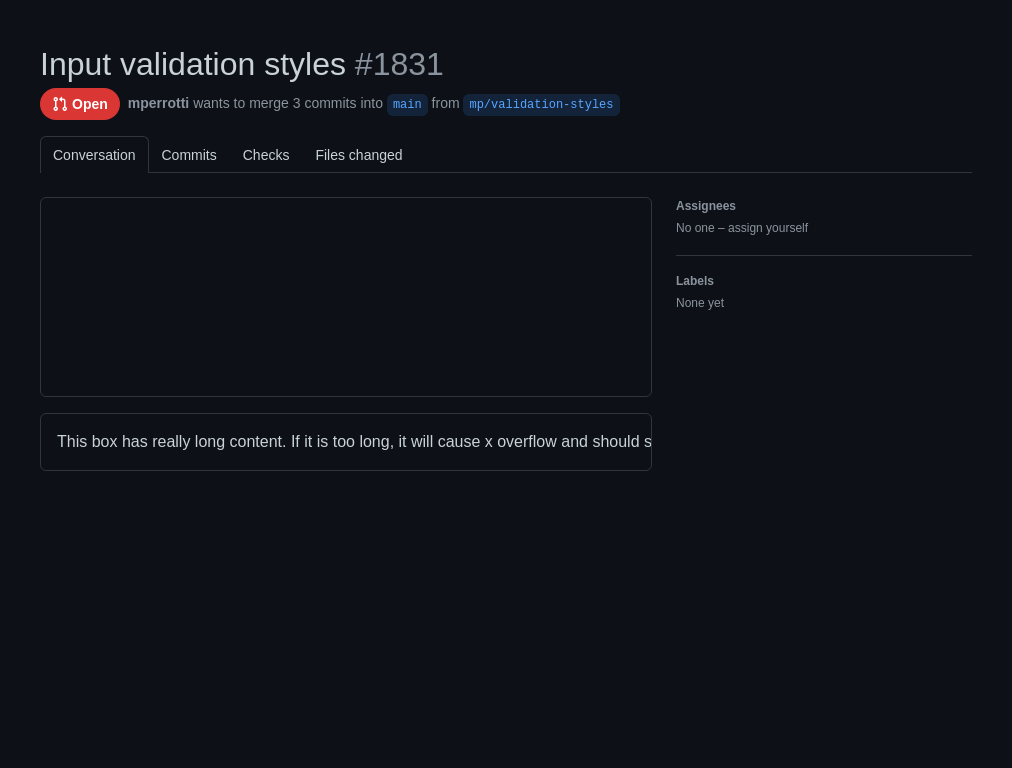 Input validation styles #1831
Open mperrotti wants to merge 3 commits into main from mp/validation-styles
Conversation Commits Checks Files changed
Assignees
No one – assign yourself
Labels
None yet
This box has really long content. If it is too long, it will cause x overflow and should s